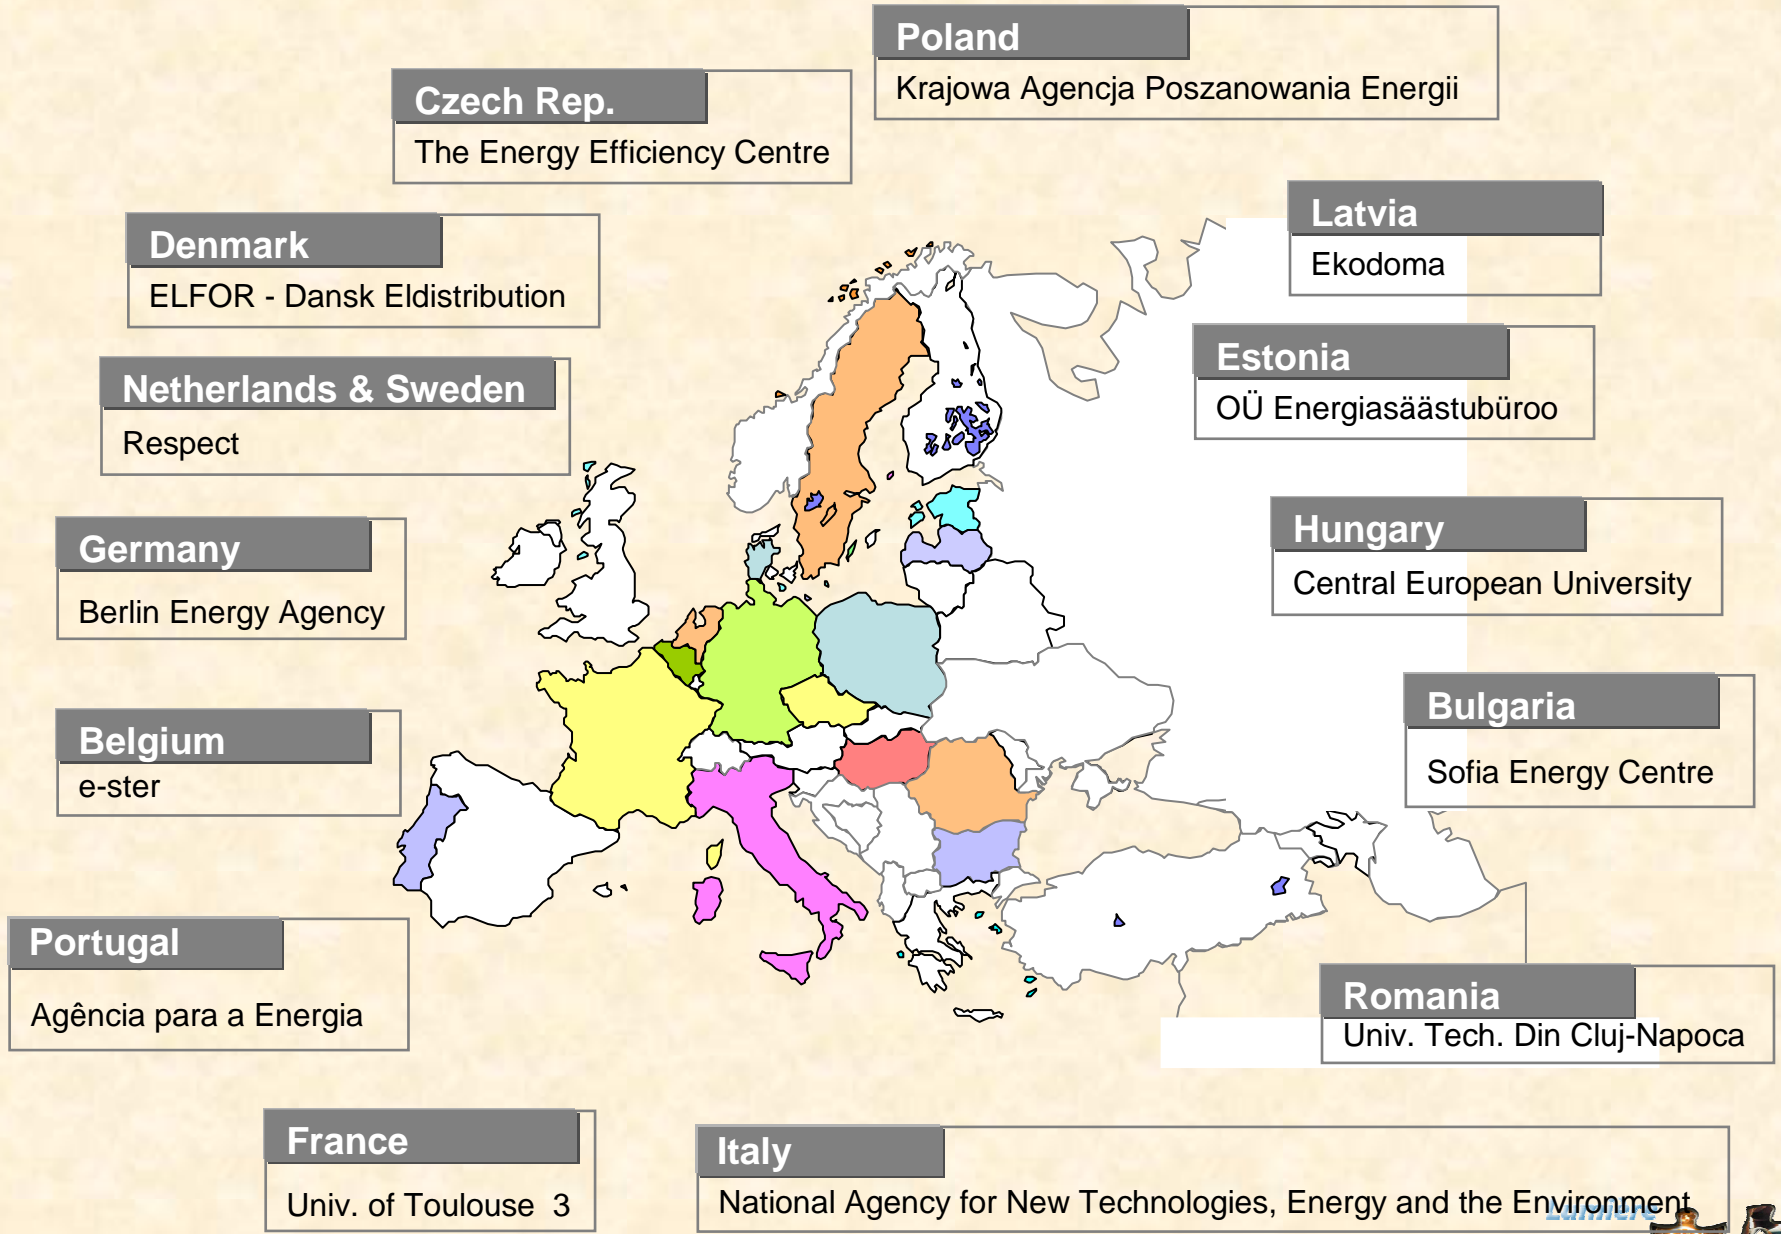 Poland
Krajowa Agencja Poszanowania Energii
Czech Rep.
The Energy Efficiency Centre
Latvia
Ekodoma
Denmark
ELFOR - Dansk Eldistribution
Estonia
OÜ Energiasäästubüroo
Netherlands & Sweden
Respect
Hungary
Central European University
Germany
Berlin Energy Agency
Bulgaria
Sofia Energy Centre
Belgium
e-ster
Portugal
Agência para a Energia
Romania
Univ. Tech. Din Cluj-Napoca
France
Univ. of Toulouse 3
Italy
National Agency for New Technologies, Energy and the Environment
Lumiere